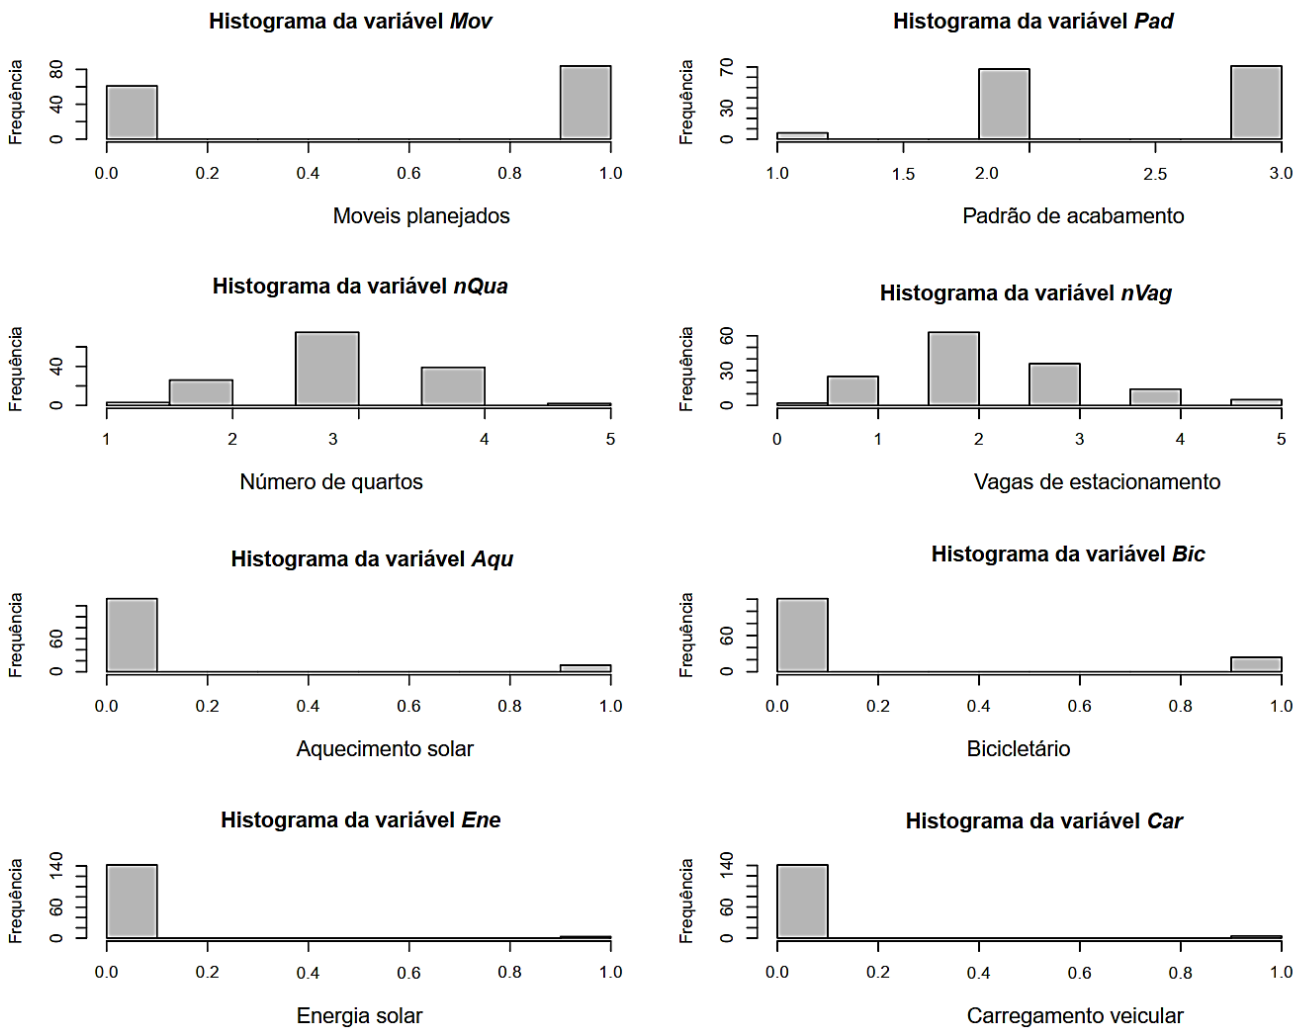 Histograma da variável Mov
Frequência
0 40 80
0.0 0.2 0.4 0.6 0.8 1.0
Moveis planejados
Histograma da variável Pad
Frequência
0 30 70
1.0 1.5 2.0 2.5 3.0
Padrão de acabamento
Histograma da variável nQua
Frequência
0 40
1 2 3 4 5
Número de quartos
Histograma da variável nVag
Frequência
0 30 60
0 1 2 3 4 5
Vagas de estacionamento
Histograma da variável Aqu
Frequência
0 60
0.0 0.2 0.4 0.6 0.8 1.0
Aquecimento solar
Histograma da variável Bic
Frequência
0 60
0.0 0.2 0.4 0.6 0.8 1.0
Bicicletário
Histograma da variável Ene
Frequência
0 60 140
0.0 0.2 0.4 0.6 0.8 1.0
Energia solar
Histograma da variável Car
Frequência
0 60 140
0.0 0.2 0.4 0.6 0.8 1.0
Carregamento veicular